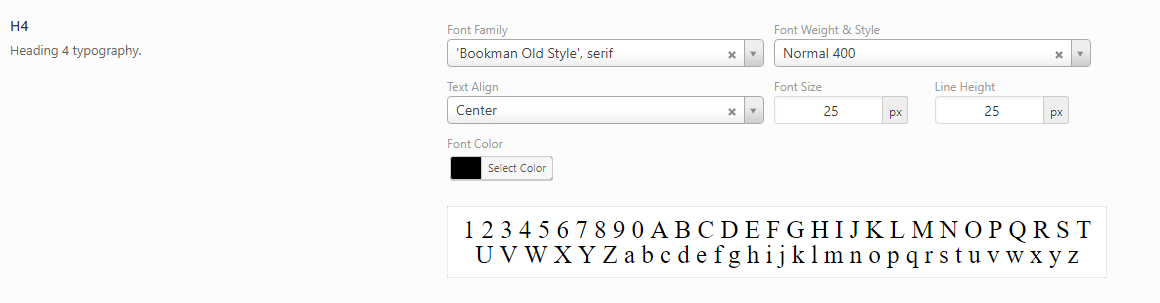 H4
Heading 4 typography.
Font Family
Font Weight & Style
'Bookman Old Style', serif
Normal 400
Text Align
Font Size
Line Height
Center
25
px
25
px
Font Color
Select Color
1 2 3 4 5 6 7 8 9 0 A B C D E F G H I J K L M N O P Q R S T
U V W X Y Z a b c d e f g h i j k l m n o p q r s t u v w x y z